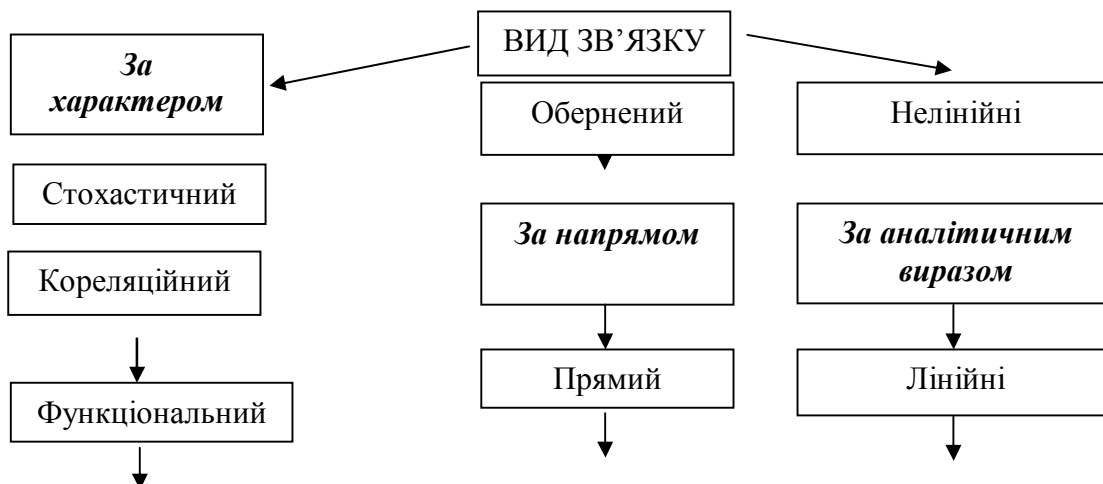 ВИД ЗВ’ЯЗКУ
За
характером
Обернений
Нелінійні
Стохастичний
За напрямом
За аналітичним
виразом
Кореляційний
Прямий
Лінійні
Функціональний